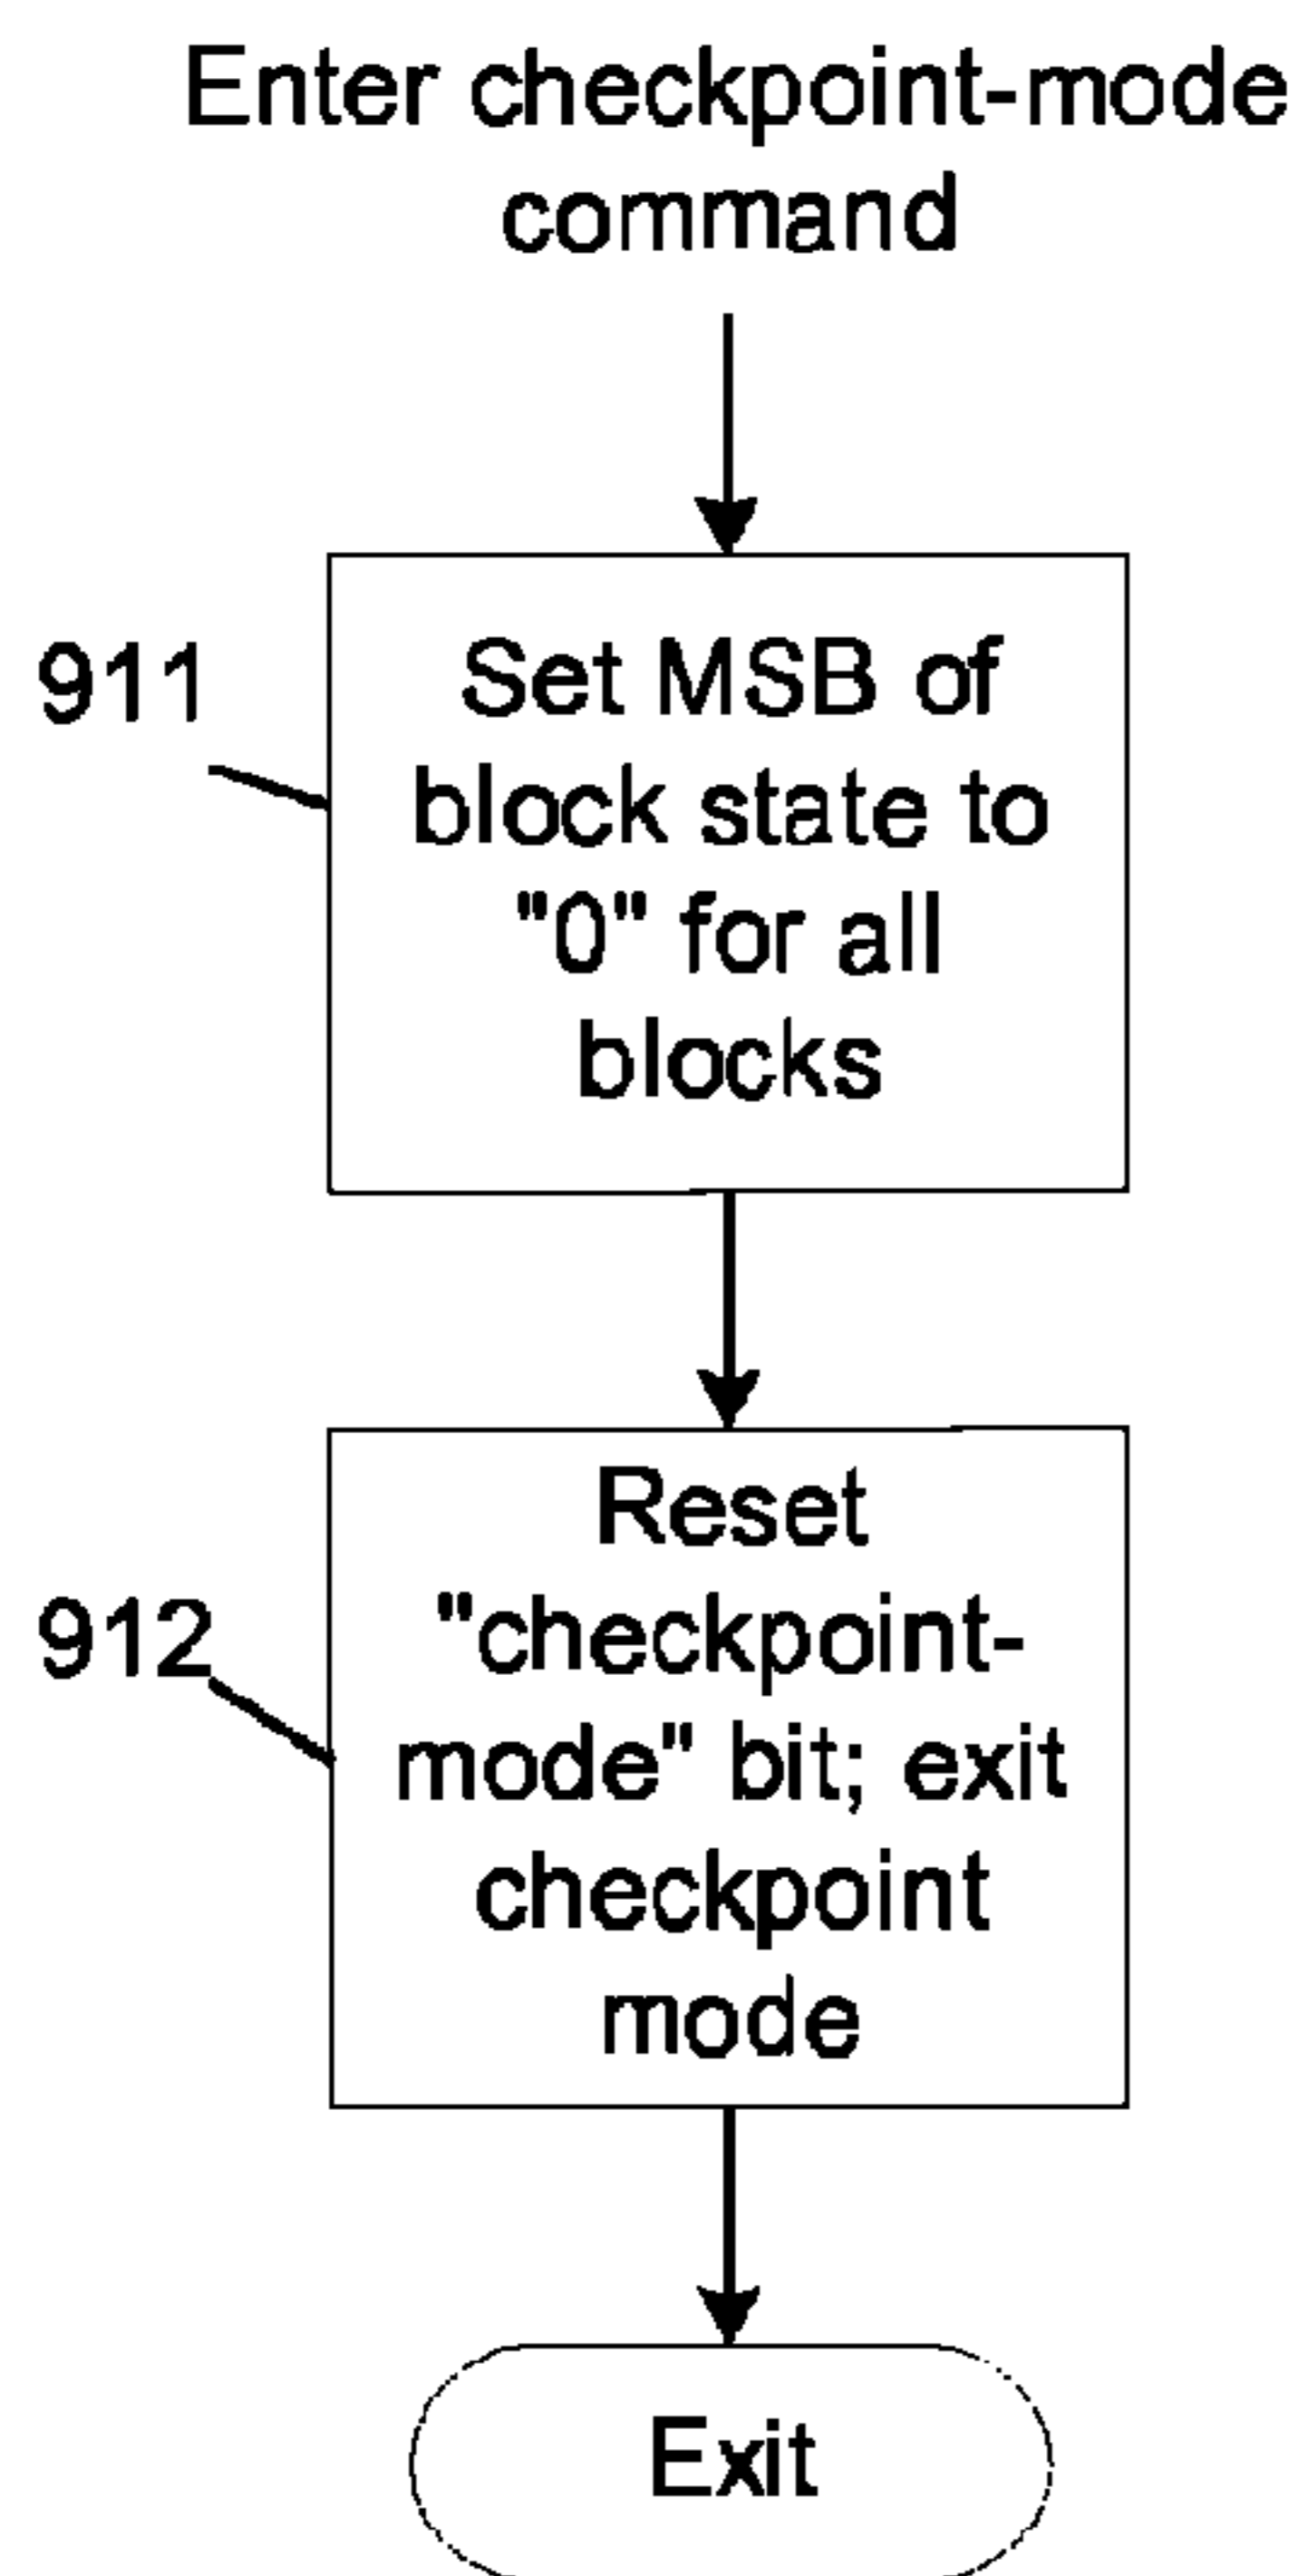 Enter checkpoint-mode
command
911
Set MSB of
block state to
"0" for all
blocks
912
Reset
"checkpoint-
mode" bit; exit
checkpoint
mode
Exit